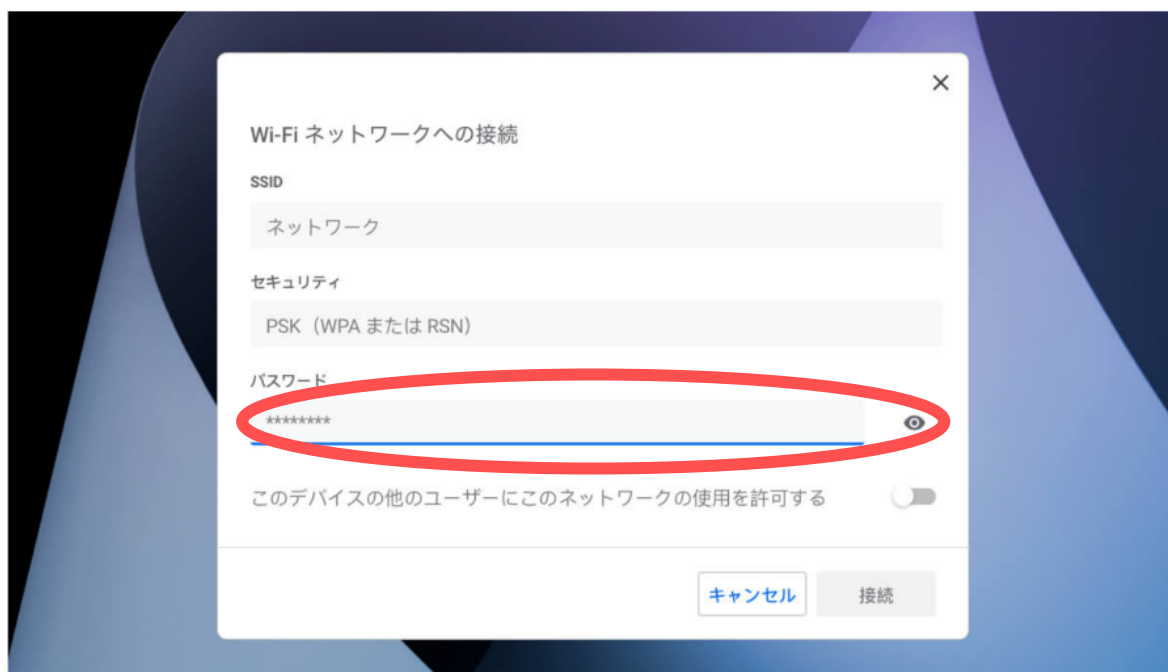 Wi-Fi ネットワークへの接続
SSID
ネットワーク
セキュリティ
PSK（WPA または RSN）
パスワード
********
このデバイスの他のユーザーにこのネットワークの使用を許可する
キャンセル
接続